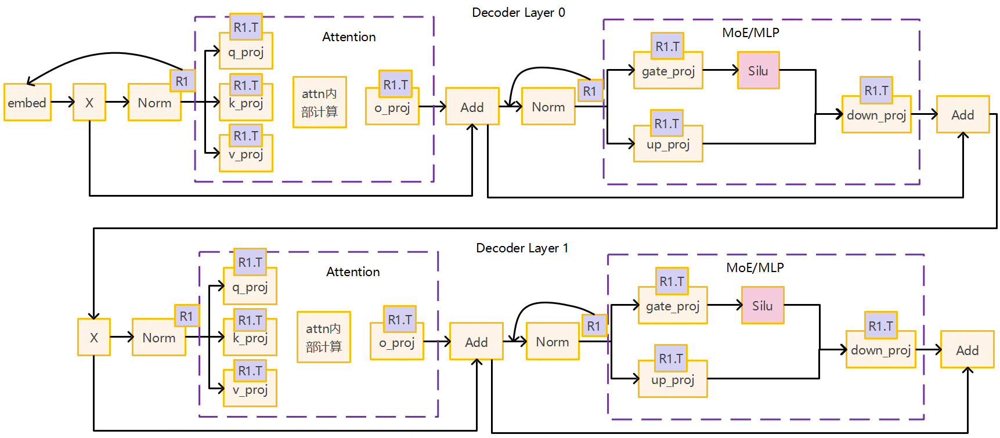 Decoder Layer 0
Attention
MoE/MLP
embed
X
Norm
R1
R1.T
q_proj
R1.T
k_proj
R1.T
v_proj
attn内
部计算
R1.T
o_proj
Add
Norm
R1
R1.T
gate_proj
Silu
R1.T
up_proj
R1.T
down_proj
Add
Decoder Layer 1
Attention
MoE/MLP
X
Norm
R1
R1.T
q_proj
R1.T
k_proj
R1.T
v_proj
attn内
部计算
R1.T
o_proj
Add
Norm
R1
R1.T
gate_proj
Silu
R1.T
up_proj
R1.T
down_proj
Add